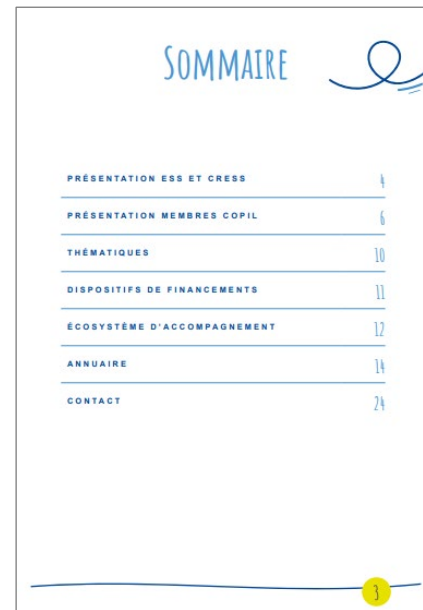 SOMMAIRE
PRÉSENTATION ESS ET CRESS 4
PRÉSENTATION MEMBRES COPIL 6
THÉMATIQUES 10
DISPOSITIFS DE FINANCEMENTS 11
ÉCOSYSTÈME D'ACCOMPAGNEMENT 12
ANNUAIRE 14
CONTACT 24
3